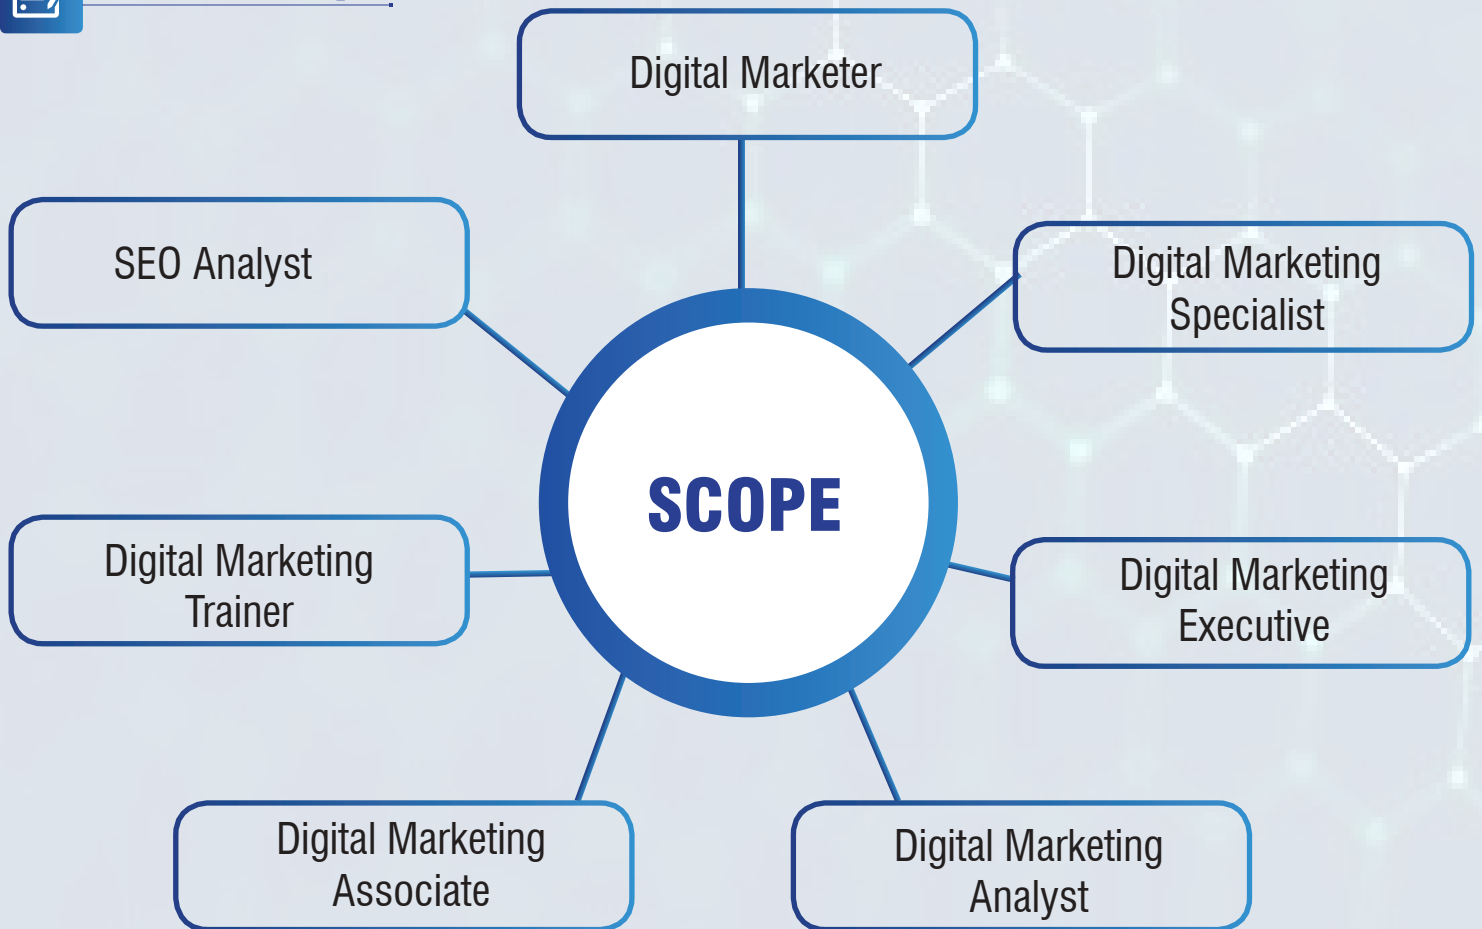 Digital Marketer
SEO Analyst
Digital Marketing
Specialist
SCOPE
Digital Marketing
Trainer
Digital Marketing
Executive
Digital Marketing
Associate
Digital Marketing
Analyst